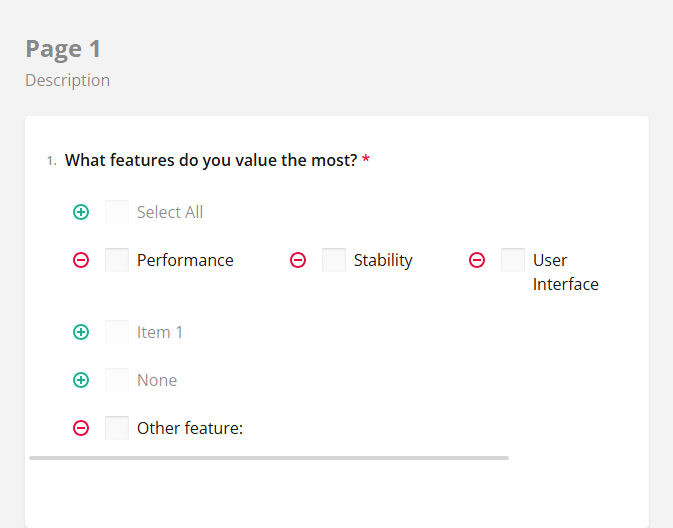 Page 1
Description
1. What features do you value the most? *
Select All
Performance Stability User
Interface
Item 1
None
Other feature: